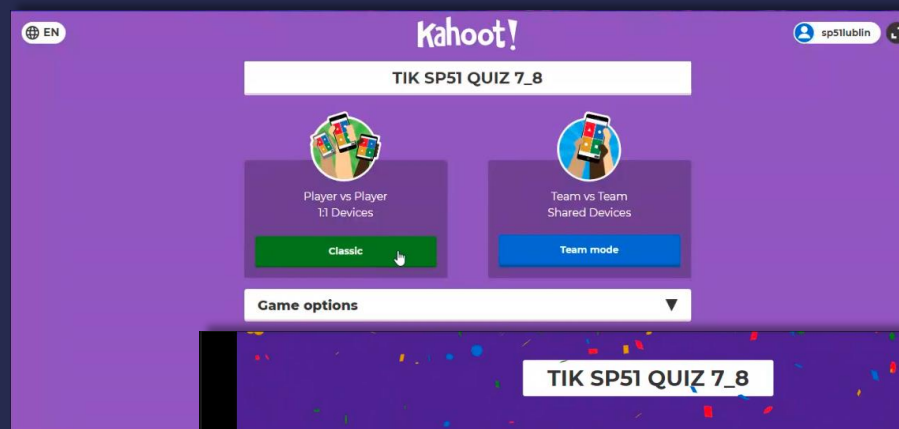 EN
Kahoot!
sp51lublin
TIK SP51 QUIZ 7_8
Player vs Player
1:1 Devices
Classic
Team vs Team
Shared Devices
Team mode
Game options
TIK SP51 QUIZ 7_8